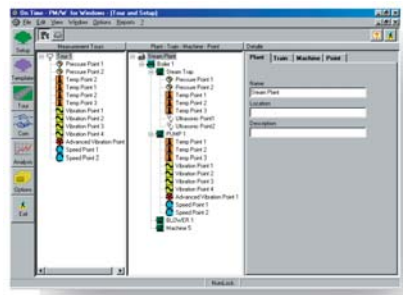 On Time - PM/W for Windows - [Tour and Setup]
File Edit View Window Options Reports ?
Measurement Tours
Plant - Train - Machine - Point
Details
Setup
Template
Tour
Com
Analysis
Options
Exit
Tour 1
Pressure Point 1
Pressure Point 2
Temp Point 2
Temp Point 1
Temp Point 2
Temp Point 3
Vibration Point 1
Vibration Point 2
Vibration Point 3
Vibration Point 4
Advanced Vibration Point
Speed Point 1
Speed Point 2
Steam Plant
Boiler 1
Steam Trap
Pressure Point 1
Pressure Point 2
Temp Point 1
Temp Point 2
Ultrasonic Point1
Ultrasonic Point2
PUMP 1
Temp Point 1
Temp Point 2
Temp Point 3
Vibration Point 1
Vibration Point 2
Vibration Point 3
Vibration Point 4
Advanced Vibration Point 1
Speed Point 1
Speed Point 2
BLOWER 1
Machine 5
Plant Train Machine Point
Name
Steam Plant
Location
Description
NumLock